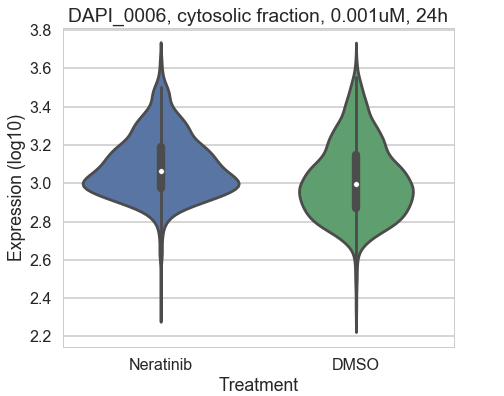 DAPI_0006, cytosolic fraction, 0.001uM, 24h
3.8
3.6
3.4
3.2
3.0
2.8
2.6
2.4
2.2
Expression (log10)
Neratinib DMSO
Treatment